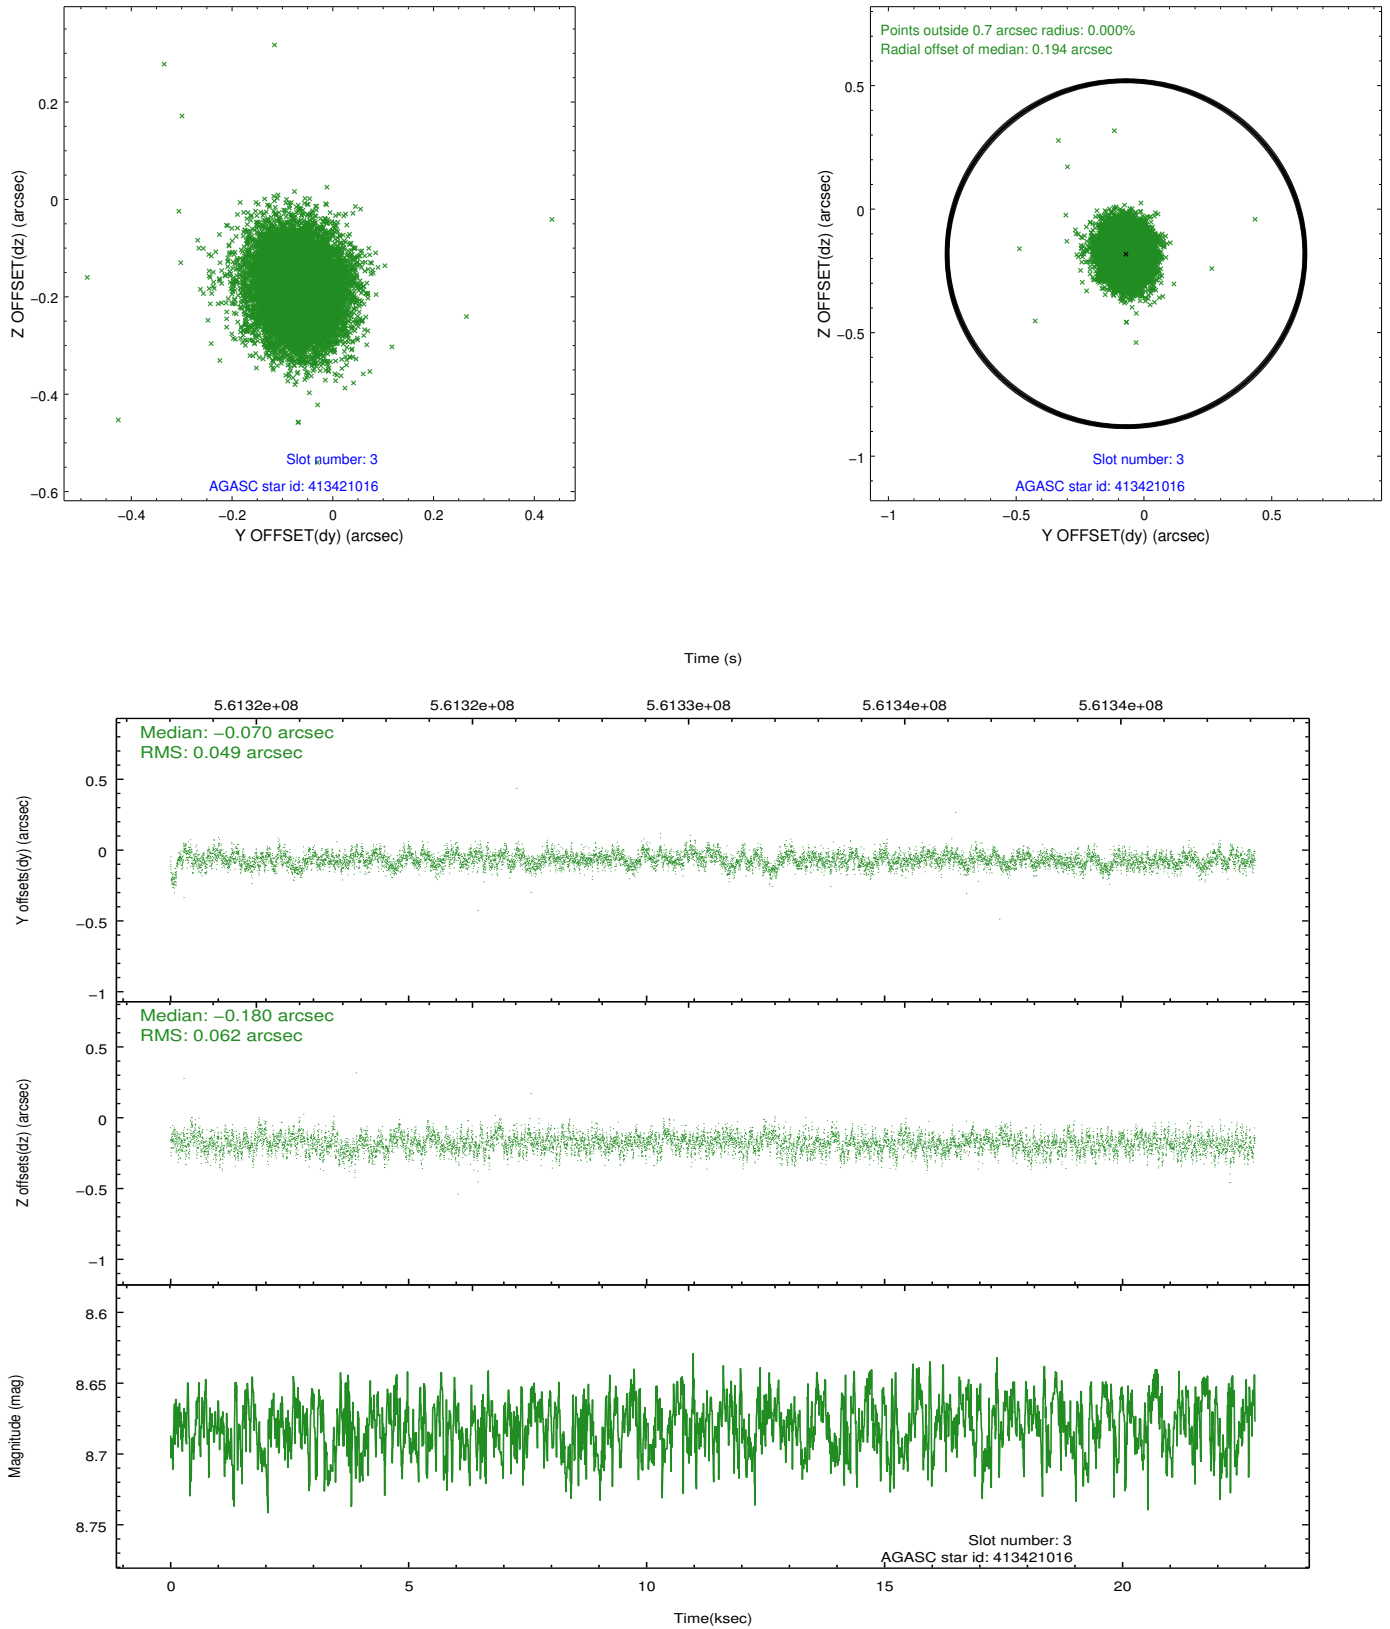 0.2
0
−0.2
−0.4
−0.6
Z OFFSET(dz) (arcsec)
Slot number: 3
AGASC star id: 413421016
−0.4
−0.2
0
0.2
0.4
Y OFFSET(dy) (arcsec)
Points outside 0.7 arcsec radius: 0.000%
Radial offset of median: 0.194 arcsec
0.5
0
−0.5
−1
Z OFFSET(dz) (arcsec)
Slot number: 3
AGASC star id: 413421016
−1
−0.5
0
0.5
Y OFFSET(dy) (arcsec)
Time (s)
5.6132e+08
5.6132e+08
5.6133e+08
5.6134e+08
5.6134e+08
Median: −0.070 arcsec
RMS: 0.049 arcsec
0.5
0
−0.5
−1
Y offsets(dy) (arcsec)
Median: −0.180 arcsec
RMS: 0.062 arcsec
0.5
0
−0.5
−1
Z offsets(dz) (arcsec)
8.6
8.65
8.7
8.75
Magnitude (mag)
Slot number: 3
AGASC star id: 413421016
0
5
10
15
20
Time(ksec)